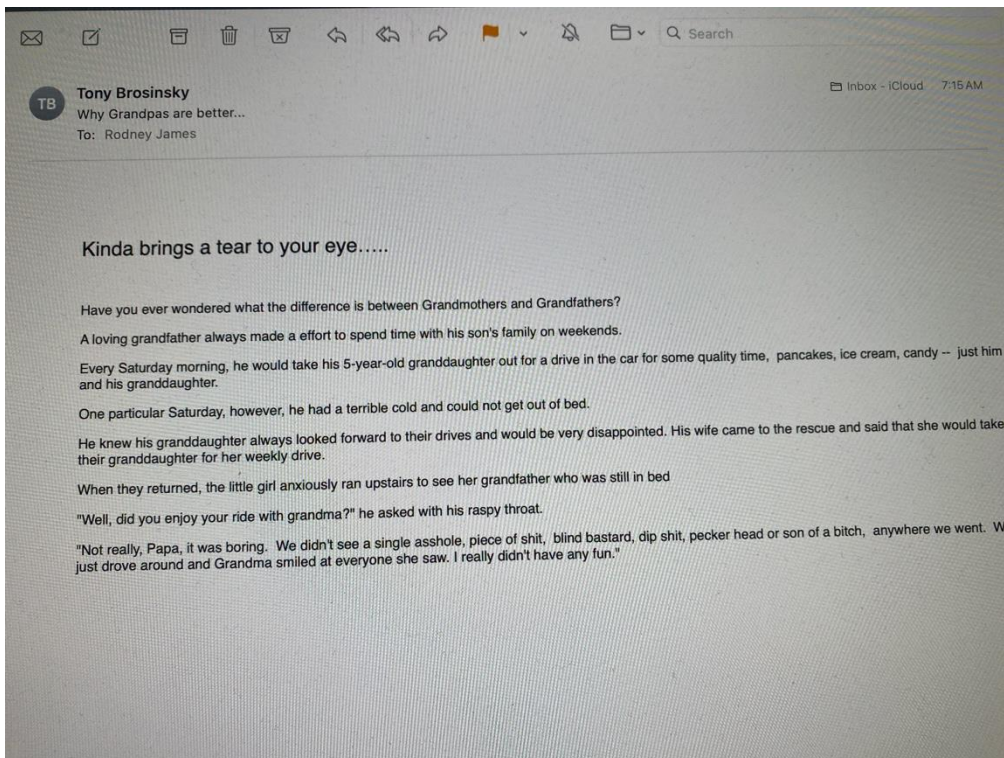 Search
TB
Tony Brosinsky
Inbox - iCloud 7:15 AM
Why Grandpas are better...
To: Rodney James
Kinda brings a tear to your eye.....
Have you ever wondered what the difference is between Grandmothers and Grandfathers?
A loving grandfather always made a effort to spend time with his son's family on weekends.
Every Saturday morning, he would take his 5-year-old granddaughter out for a drive in the car for some quality time, pancakes, ice cream, candy -- just him
and his granddaughter.
One particular Saturday, however, he had a terrible cold and could not get out of bed.
He knew his granddaughter always looked forward to their drives and would be very disappointed. His wife came to the rescue and said that she would take
their granddaughter for her weekly drive.
When they returned, the little girl anxiously ran upstairs to see her grandfather who was still in bed
"Well, did you enjoy your ride with grandma?" he asked with his raspy throat.
"Not really, Papa, it was boring. We didn't see a single asshole, piece of shit, blind bastard, dip shit, pecker head or son of a bitch, anywhere we went.
just drove around and Grandma smiled at everyone she saw. I really didn't have any fun."